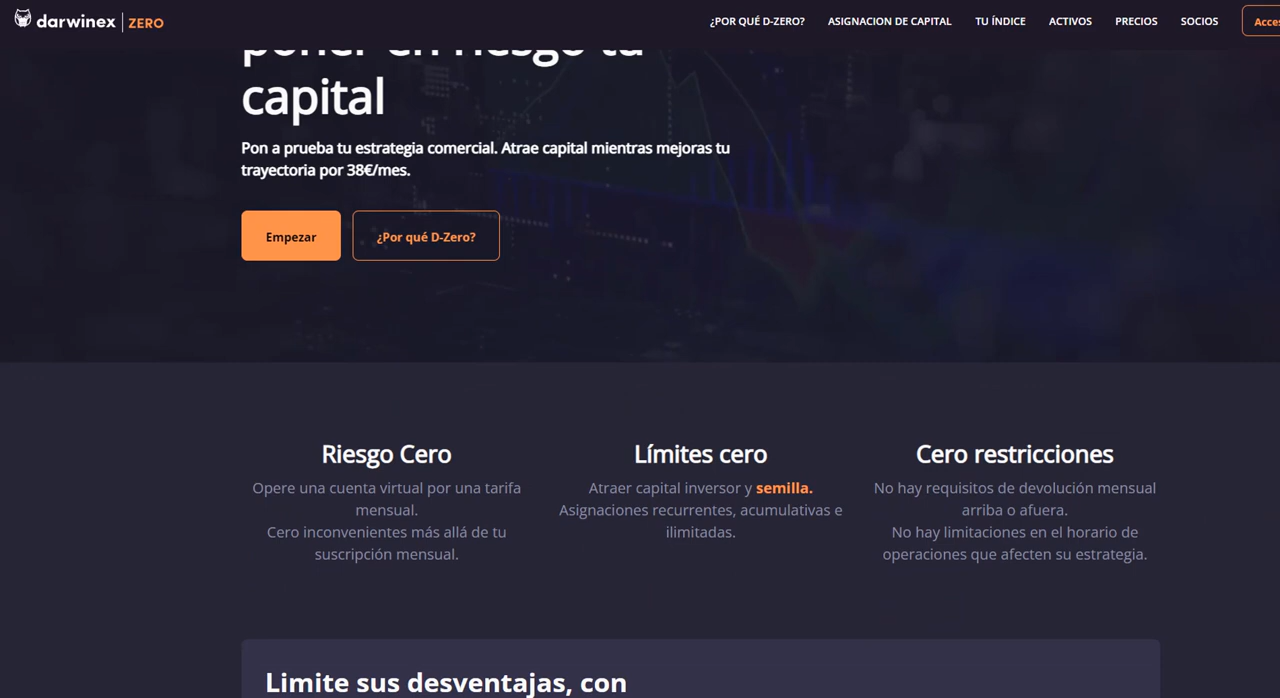 darwinex ZERO
¿POR QUÉ D-ZERO? ASIGNACION DE CAPITAL TU ÍNDICE ACTIVOS PRECIOS SOCIOS
poner en riesgo tu
capital
Pon a prueba tu estrategia comercial. Atrae capital mientras mejoras tu
trayectoria por 38€/mes.
Empezar ¿Por qué D-Zero?
Riesgo Cero
Opere una cuenta virtual por una tarifa
mensual.
Cero inconvenientes más allá de tu
suscripción mensual.
Límites cero
Atraer capital inversor y semilla.
Asignaciones recurrentes, acumulativas e
ilimitadas.
Cero restricciones
No hay requisitos de devolución mensual
arriba o afuera.
No hay limitaciones en el horario de
operaciones que afecten su estrategia.
Limite sus desventajas, con